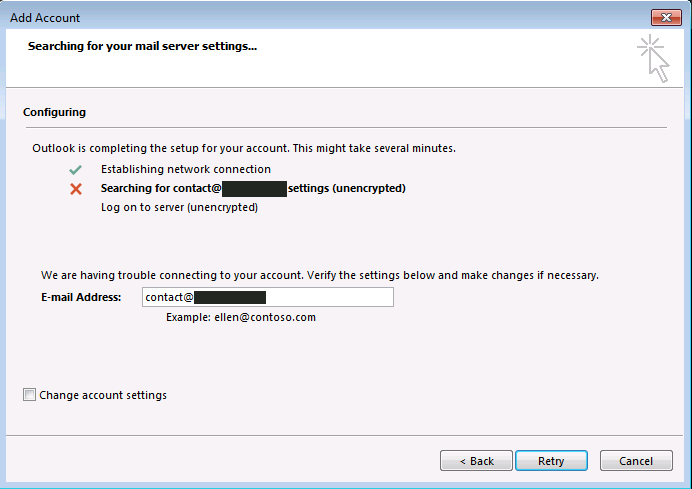 Add Account
Searching for your mail server settings...
Configuring
Outlook is completing the setup for your account. This might take several minutes.
Establishing network connection
Searching for contact@ settings (unencrypted)
Log on to server (unencrypted)
We are having trouble connecting to your account. Verify the settings below and make changes if necessary.
E-mail Address: contact@
Example: ellen@contoso.com
Change account settings
< Back Retry Cancel